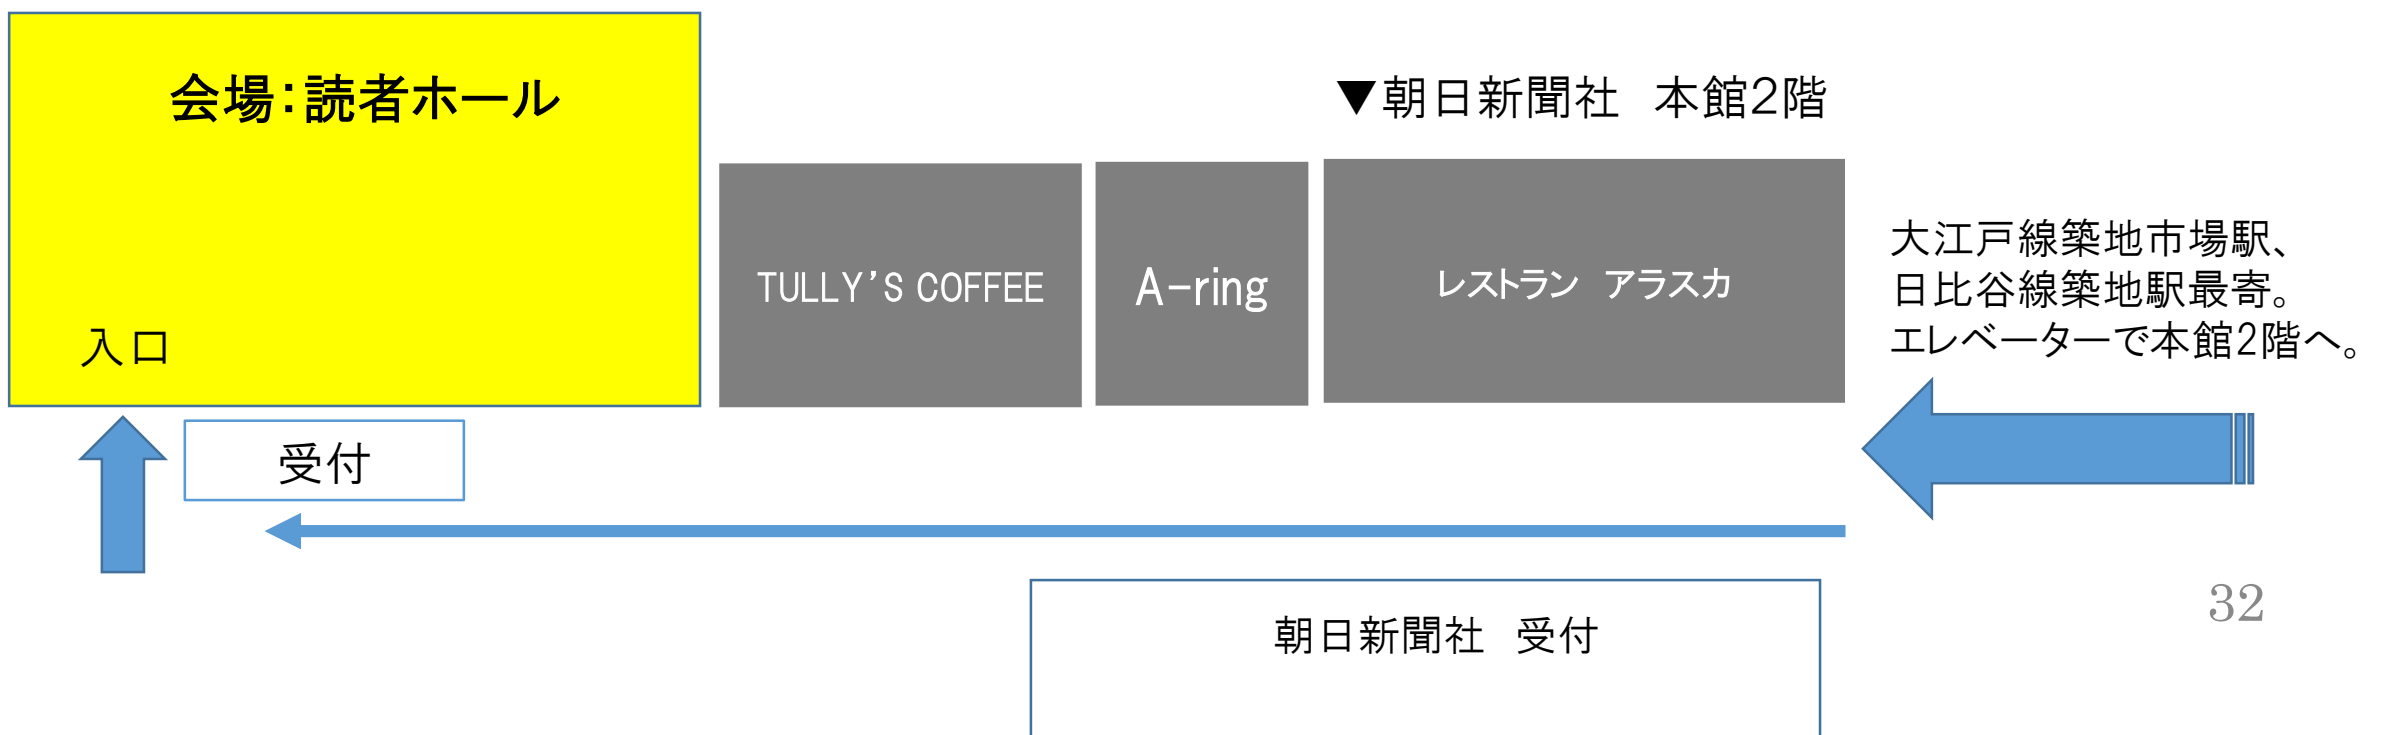 会場:読者ホール
▼朝日新聞社　本館2階
TULLY'S COFFEE
A-ring
レストラン　アラスカ
大江戸線築地市場駅、
日比谷線築地駅最寄。
エレベーターで本館2階へ。
入口
受付
朝日新聞社　受付
32